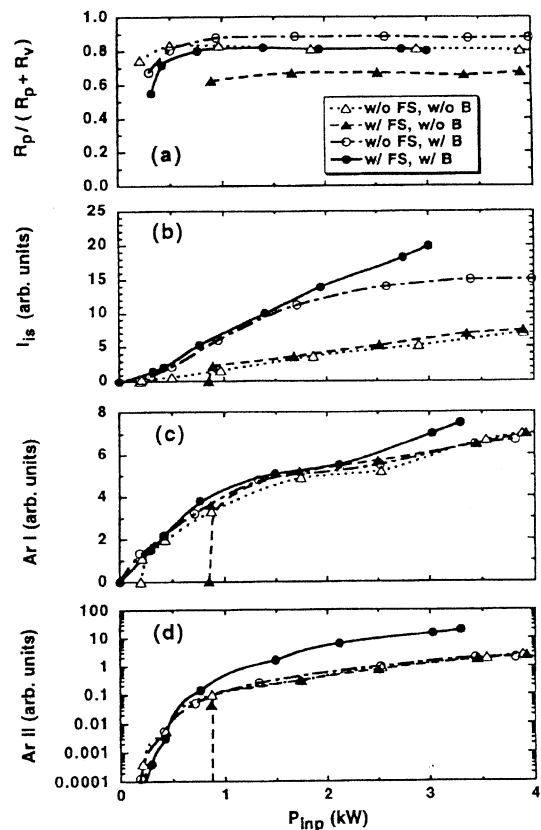 1.0
0.8
0.6
0.4
0.2
0.0
R_p / ( R_p + R_v )
(a)
w/o FS, w/o B
w/ FS, w/o B
w/o FS, w/ B
w/ FS, w/ B
25
20
15
10
5
0
I_is (arb. units)
(b)
8
6
4
2
0
Ar I (arb. units)
(c)
100
10
1
0.1
0.01
0.001
0.0001
Ar II (arb. units)
(d)
0 1 2 3 4
P_inp (kW)